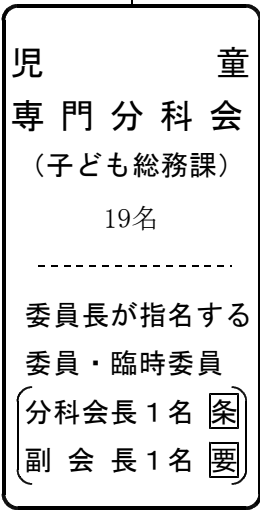 児童
専門分科会
（子ども総務課）
19名
委員長が指名する
委員・臨時委員
分科会長１名 条
副会長１名 要